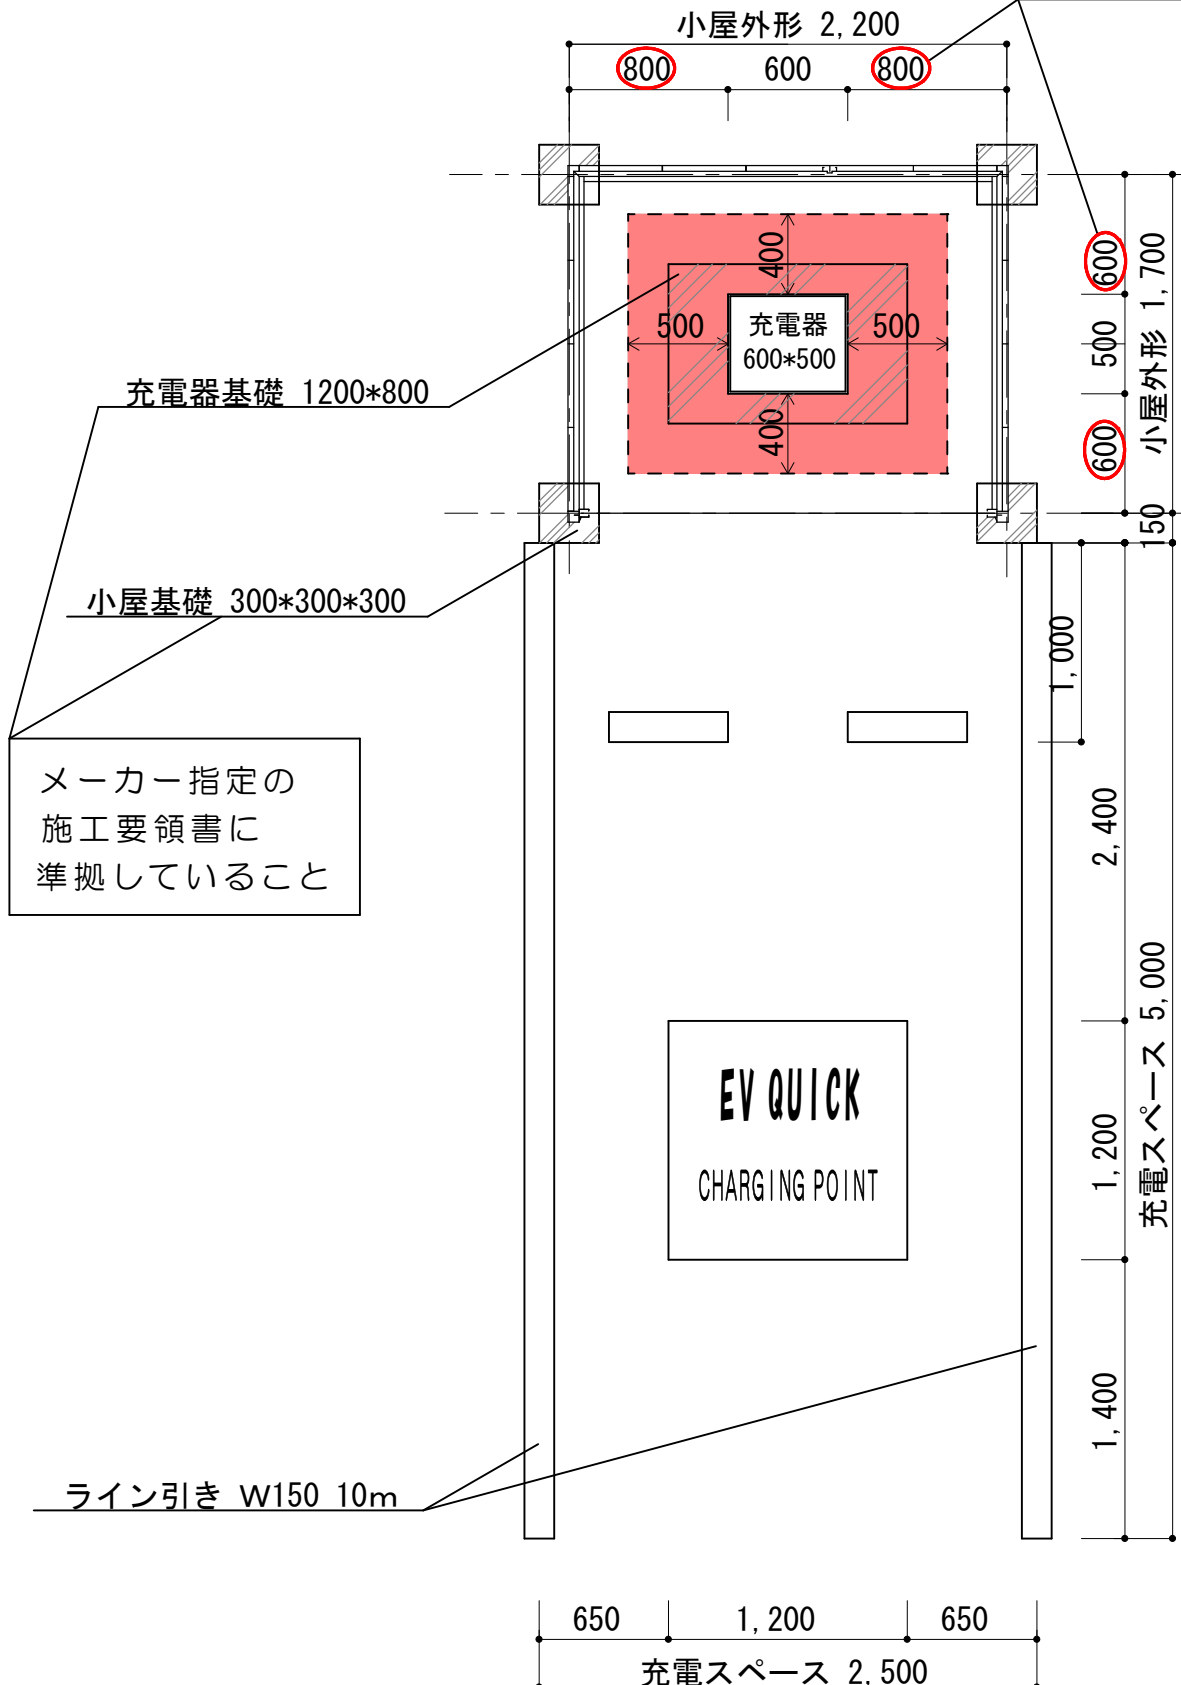 小屋外形 2,200
800 600 800
400
600
小屋外形 1,700
500 充電器 500
600*500
500
充電器基礎 1200*800
400
600
150
小屋基礎 300*300*300
1,000
メーカー指定の
施工要領書に
準拠していること
2,400
充電スペース 5,000
EV QUICK
CHARGING POINT
1,200
1,400
ライン引き W150 10m
650 1,200 650
充電スペース 2,500